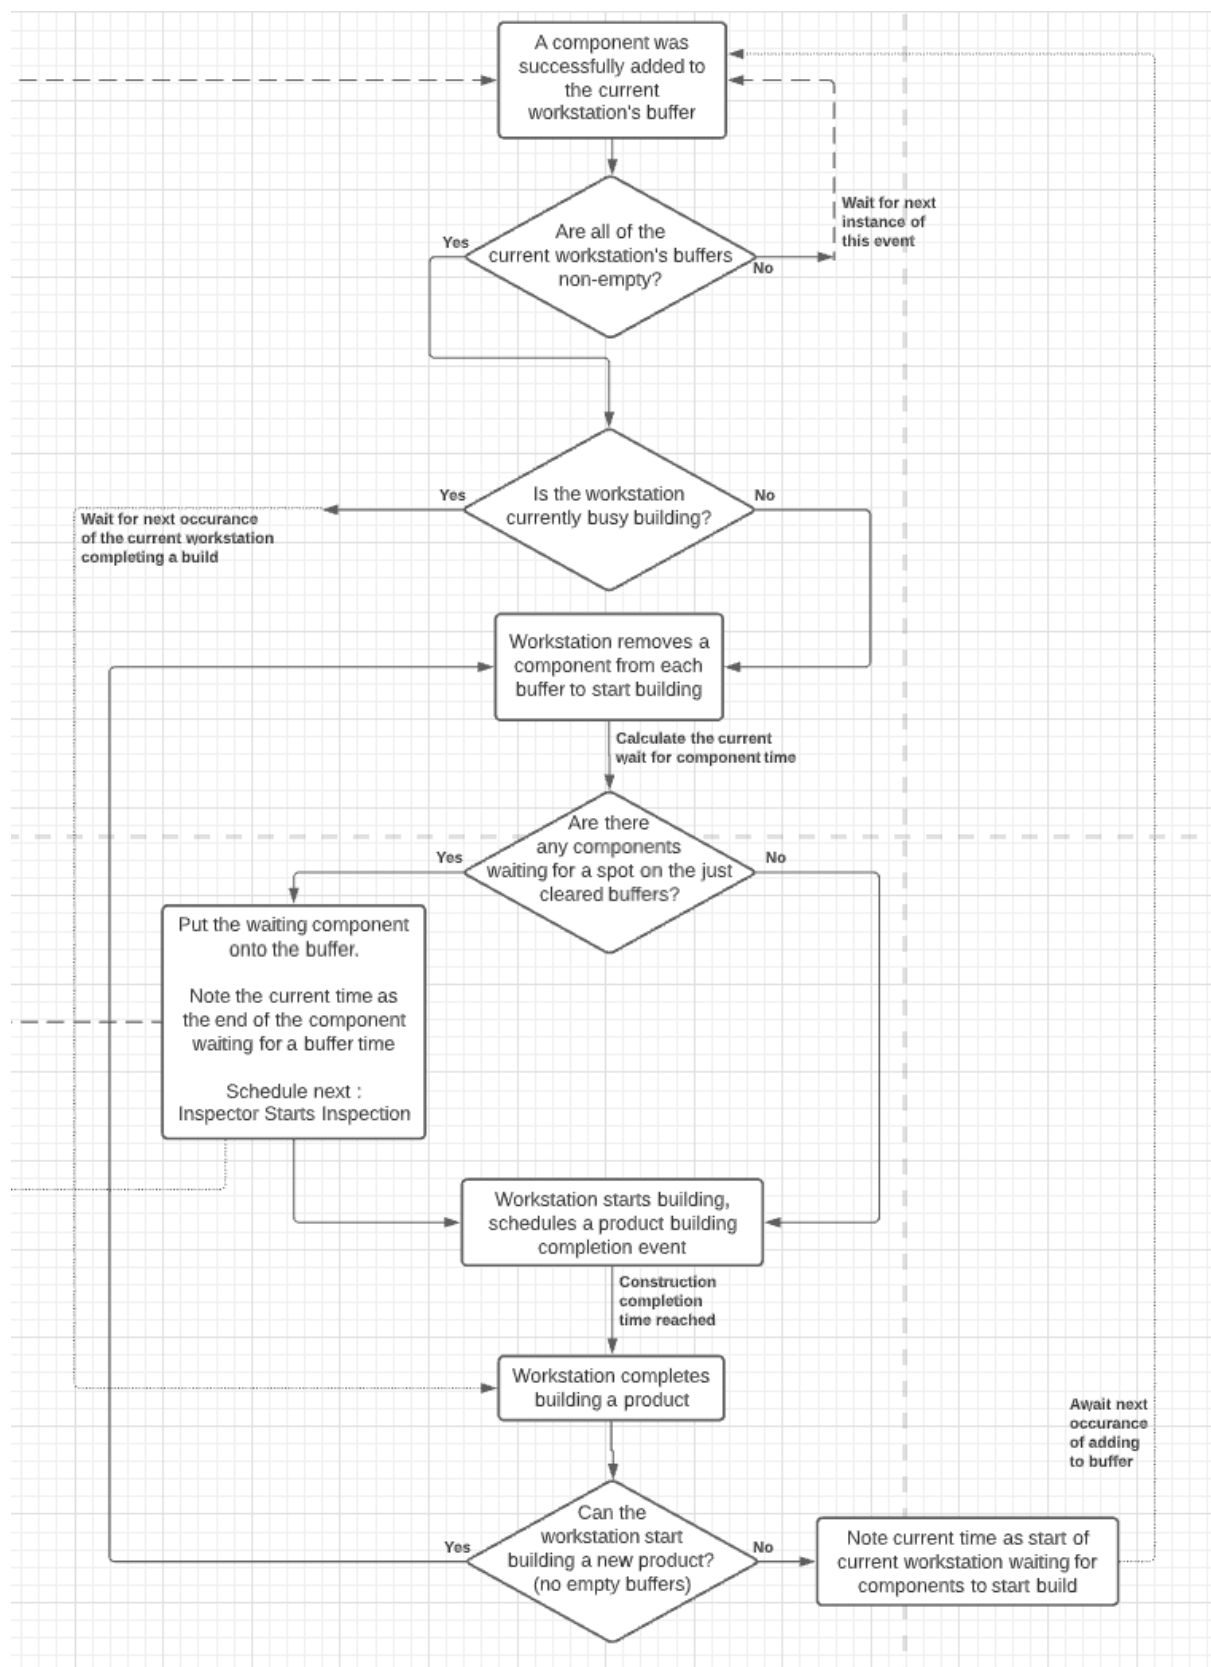 A component was
successfully added to
the current
workstation's buffer
Wait for next
instance of
this event
Are all of the
current workstation's buffers
non-empty?
Yes
No
Is the workstation
currently busy building?
Yes
No
Wait for next occurance
of the current workstation
completing a build
Workstation removes a
component from each
buffer to start building
Calculate the current
wait for component time
Are there
any components
waiting for a spot on the just
cleared buffers?
Yes
No
Put the waiting component
onto the buffer.
Note the current time as
the end of the component
waiting for a buffer time
Schedule next :
Inspector Starts Inspection
Workstation starts building,
schedules a product building
completion event
Construction
completion
time reached
Workstation completes
building a product
Await next
occurance
of adding
to buffer
Can the
workstation start
building a new product?
(no empty buffers)
Yes
No
Note current time as start of
current workstation waiting for
components to start build